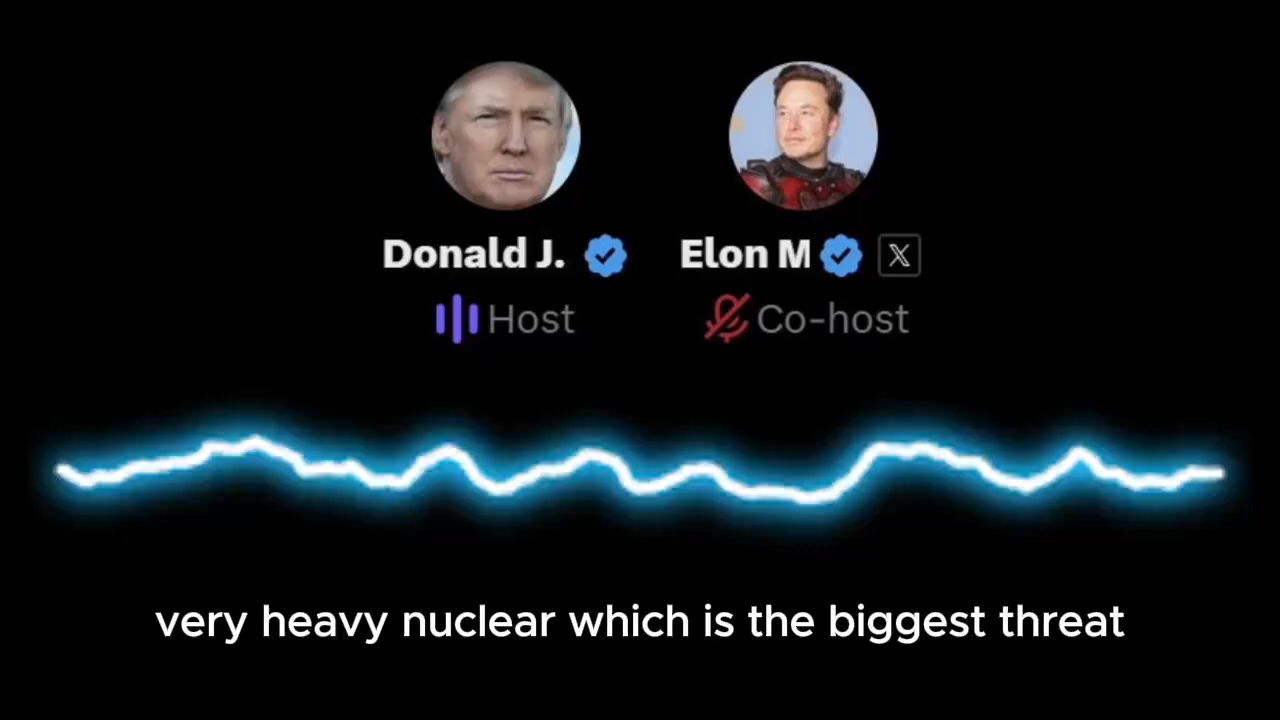 Donald J.
Elon M
Host
Co-host
very heavy nuclear which is the biggest threat